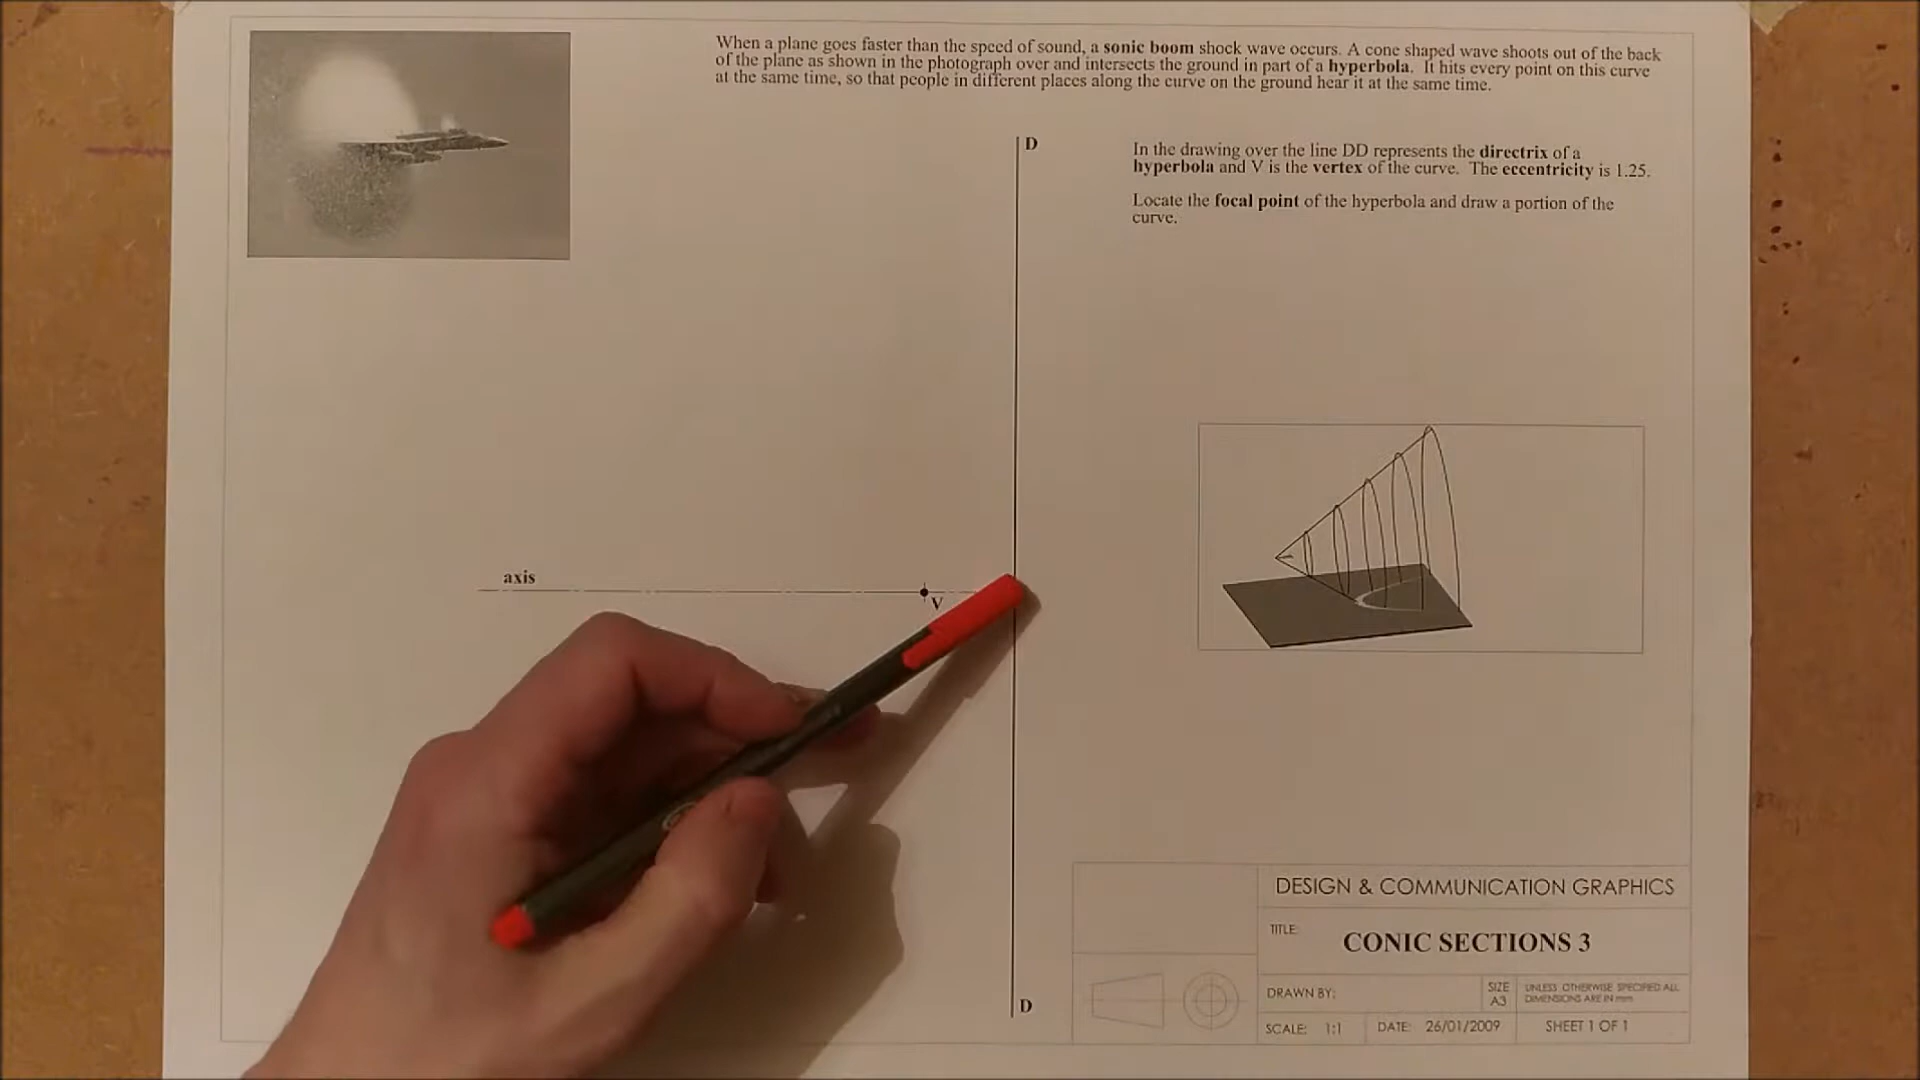 When a plane goes faster than the speed of sound, a sonic boom shock wave occurs. A cone shaped wave shoots out of the back
of the plane as shown in the photograph over and intersects the ground in part of a hyperbola. It hits every point on this curve
at the same time, so that people in different places along the curve on the ground hear it at the same time.
D
In the drawing over the line DD represents the directrix of a
hyperbola and V is the vertex of the curve. The eccentricity is 1.25.
Locate the focal point of the hyperbola and draw a portion of the
curve.
axis
V
D
DESIGN & COMMUNICATION GRAPHICS
TITLE:
CONIC SECTIONS 3
DRAWN BY:
SIZE
A3
UNLESS OTHERWISE SPECIFIED ALL
DIMENSIONS ARE IN mm
SCALE: 1:1
DATE: 26/01/2009
SHEET 1 OF 1